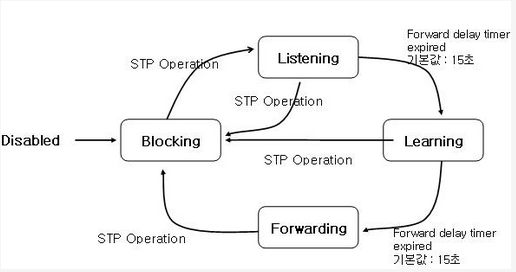 Forward delay timer
expired
기본값 : 15초
Listening
STP Operation
STP Operation
Disabled
Blocking
Learning
STP Operation
Forwarding
STP Operation
Forward delay timer
expired
기본값 : 15초